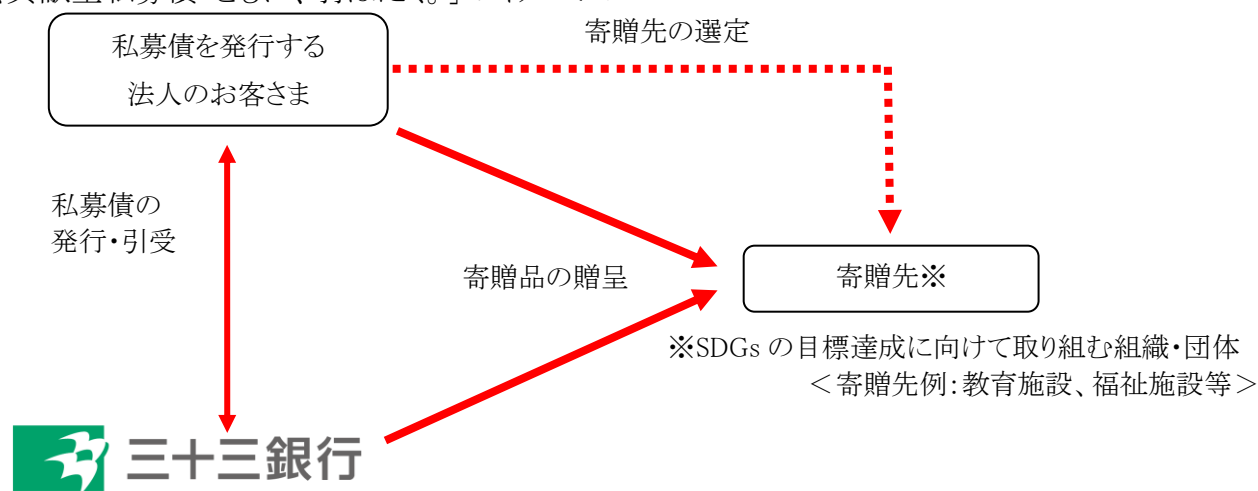 私募債を発行する
法人のお客さま
寄贈先の選定
私募債の
発行・引受
寄贈品の贈呈
寄贈先※
※SDGs の目標達成に向けて取り組む組織・団体
＜寄贈先例：教育施設、福祉施設等＞
三十三銀行